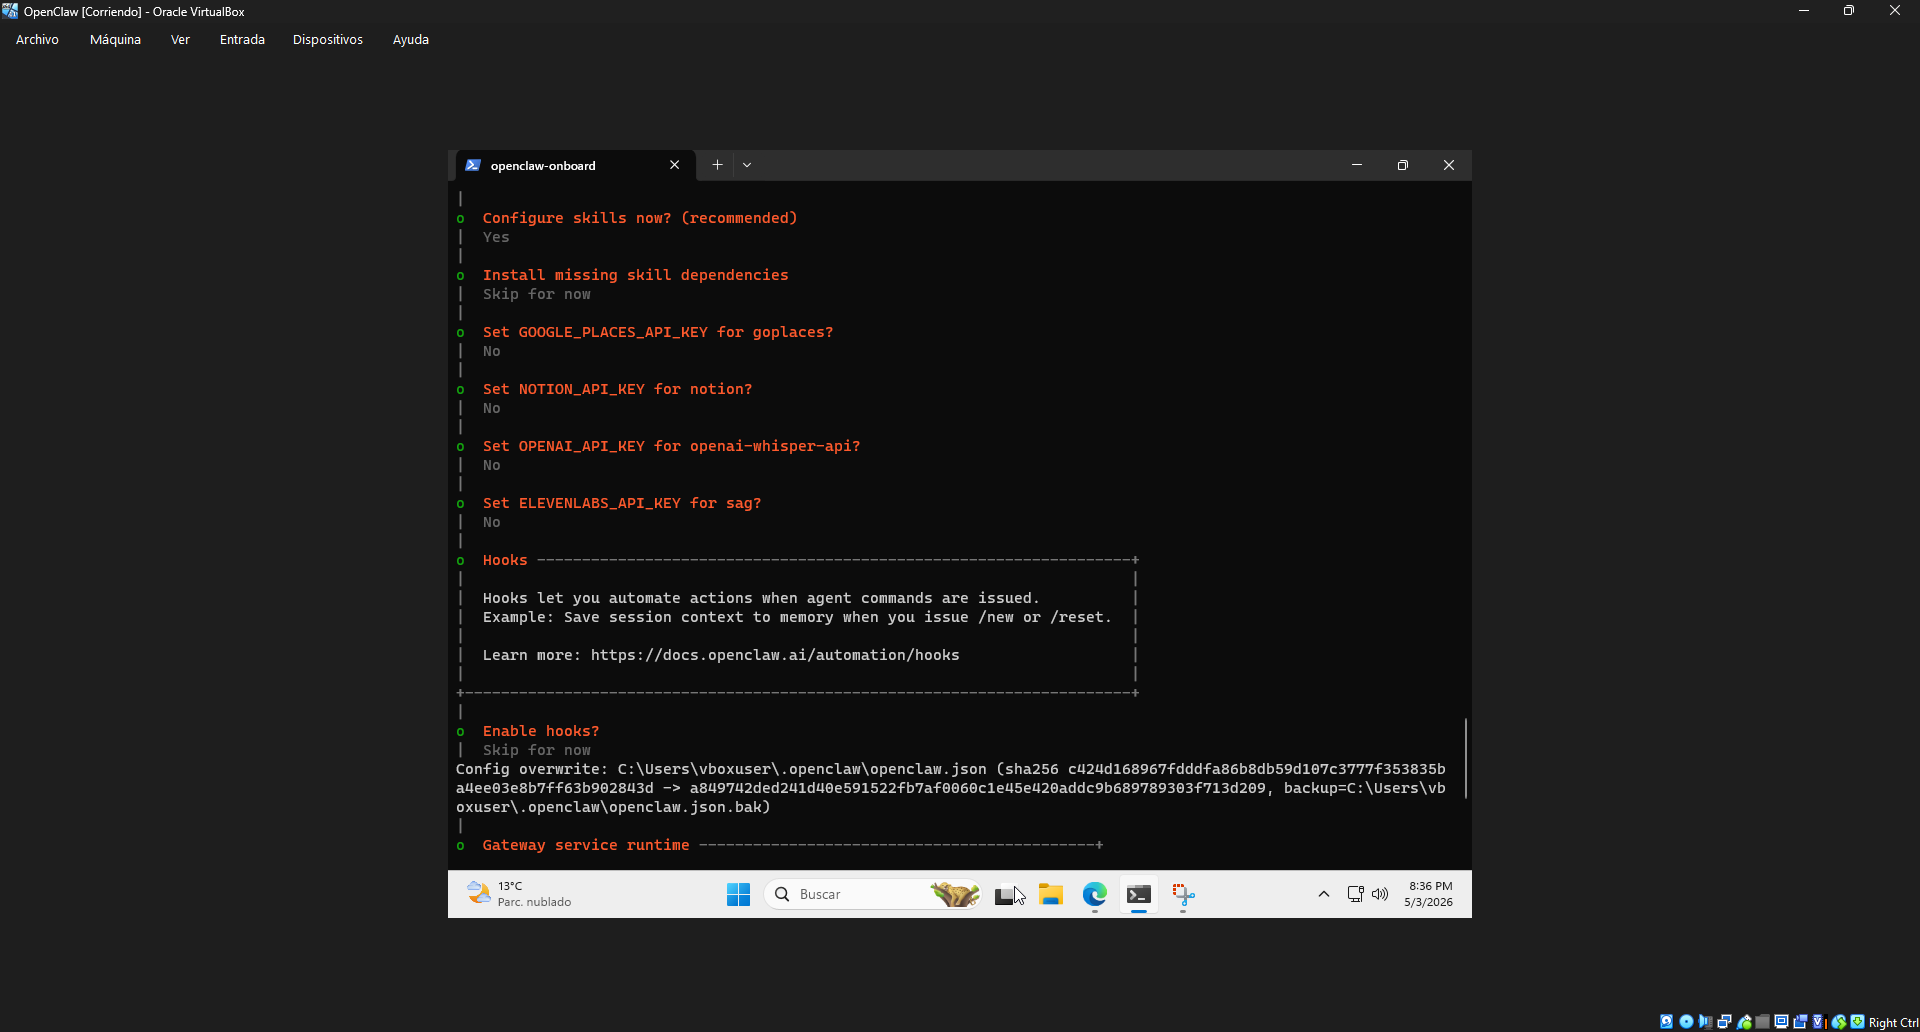 OpenClaw [Corriendo] - Oracle VirtualBox
Archivo Máquina Ver Entrada Dispositivos Ayuda
openclaw-onboard
Configure skills now? (recommended)
Yes
Install missing skill dependencies
Skip for now
Set GOOGLE_PLACES_API_KEY for goplaces?
No
Set NOTION_API_KEY for notion?
No
Set OPENAI_API_KEY for openai-whisper-api?
No
Set ELEVENLABS_API_KEY for sag?
No
Hooks
Hooks let you automate actions when agent commands are issued.
Example: Save session context to memory when you issue /new or /reset.
Learn more: https://docs.openclaw.ai/automation/hooks
Enable hooks?
Skip for now
Config overwrite: C:\Users\vboxuser\.openclaw\openclaw.json (sha256 c424d168967fdddfa86b8db59d107c3777f353835b
a4ee03e8b7ff63b902843d -> a849742ded241d40e591522fb7af0060c1e45e420addc9b689789303f713d209, backup=C:\Users\vb
oxuser\.openclaw\openclaw.json.bak)
Gateway service runtime
13°C
Parc. nublado
Buscar
8:36 PM
5/3/2026
Right Ctrl